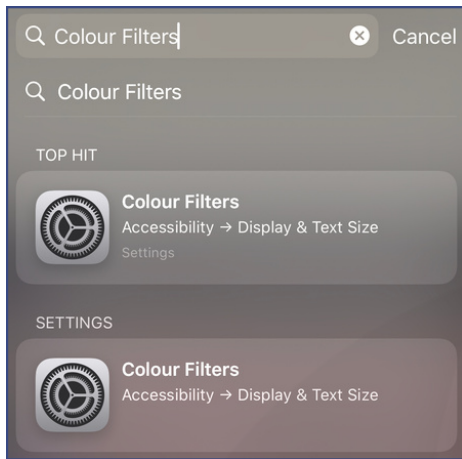 Colour Filters
Cancel
Colour Filters
TOP HIT
Colour Filters
Accessibility → Display & Text Size
Settings
SETTINGS
Colour Filters
Accessibility → Display & Text Size